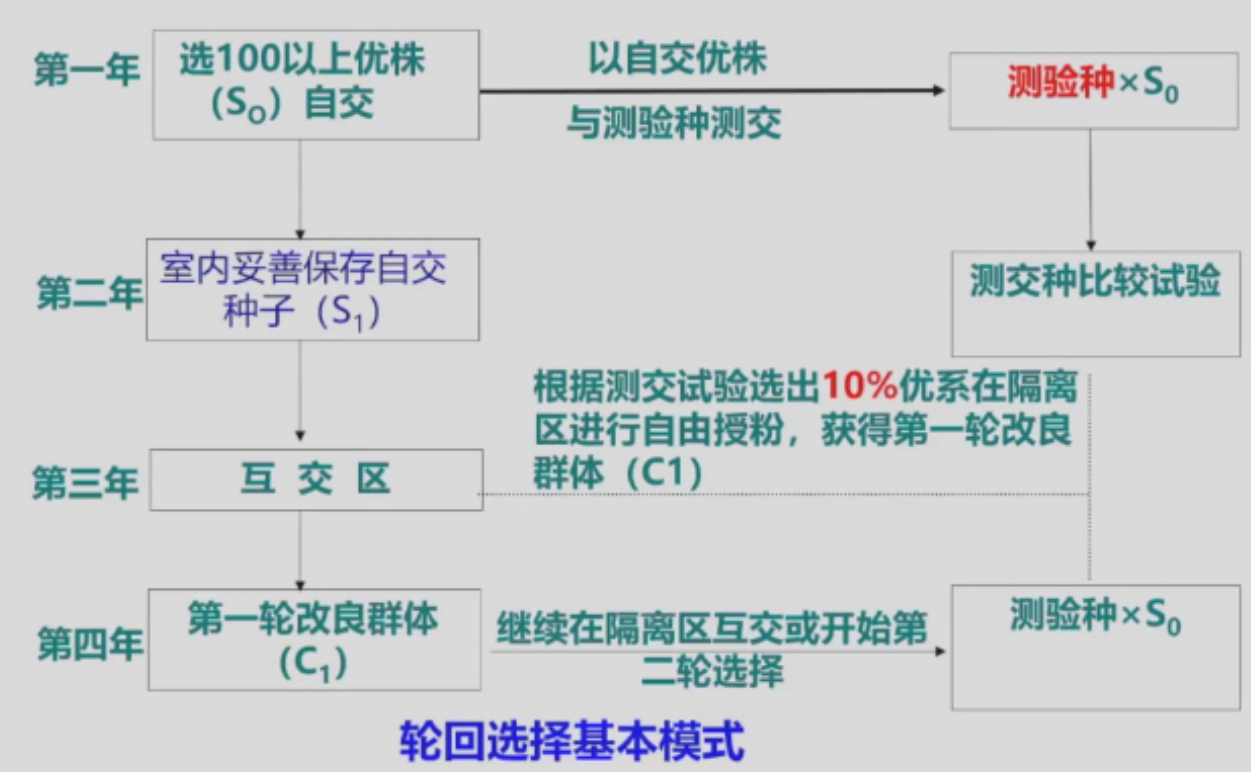 第一年
选100以上优株
（SO）自交
以自交优株
与测验种测交
测验种×S0
第二年
室内妥善保存自交
种子（S1）
测交种比较试验
根据测交试验选出10%优系在隔离
区进行自由授粉，获得第一轮改良
群体（C1）
第三年
互 交 区
第四年
第一轮改良群体
（C1）
继续在隔离区互交或开始第
二轮选择
测验种×S0
轮回选择基本模式